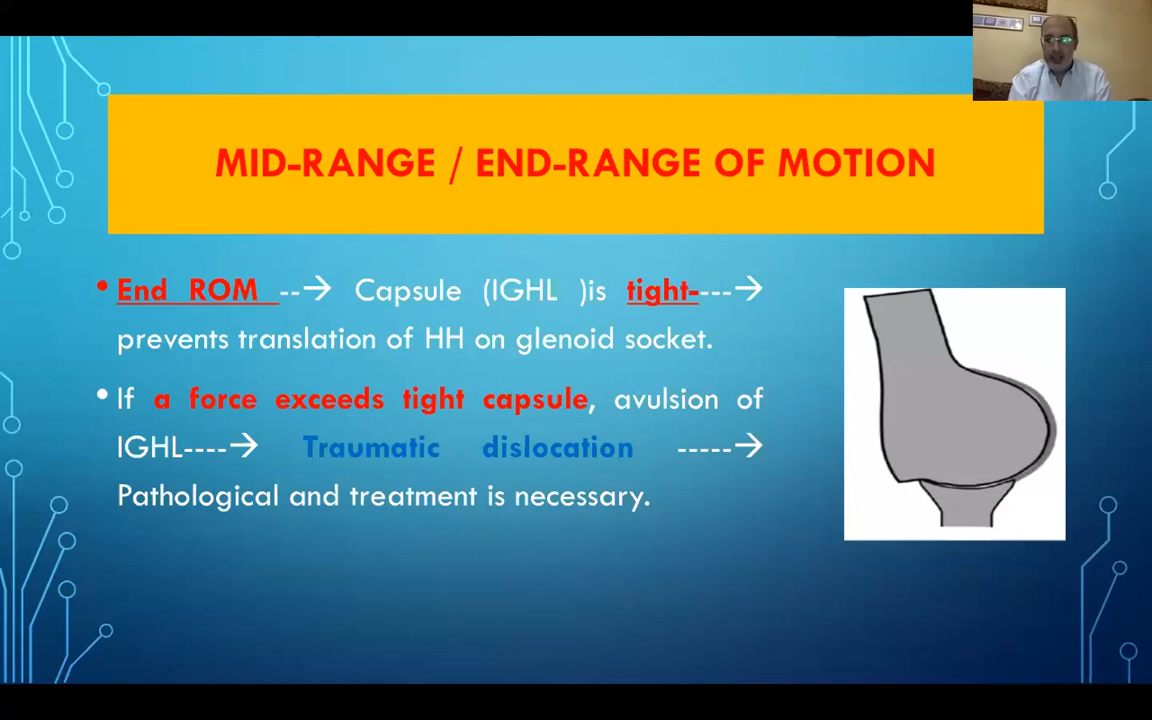 MID-RANGE / END-RANGE OF MOTION
• End ROM --→ Capsule (IGHL )is tight----→
prevents translation of HH on glenoid socket.
• If a force exceeds tight capsule, avulsion of
IGHL----→ Traumatic dislocation -----→
Pathological and treatment is necessary.